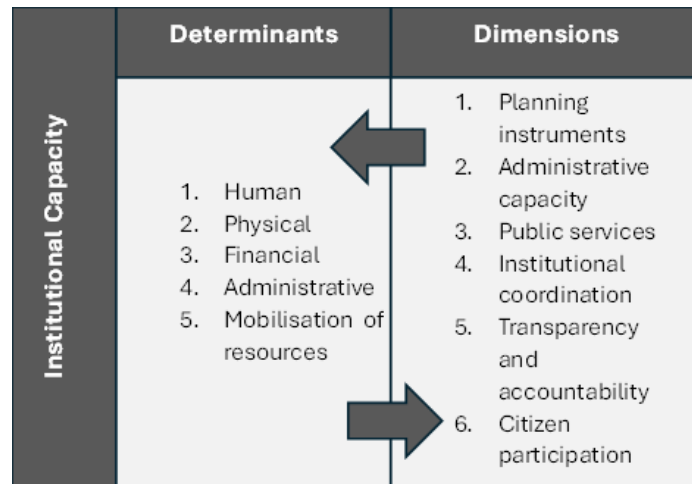 Institutional Capacity
Determinants
Dimensions
1. Human
2. Physical
3. Financial
4. Administrative
5. Mobilisation of
resources
1. Planning
instruments
2. Administrative
capacity
3. Public services
4. Institutional
coordination
5. Transparency
and
accountability
6. Citizen
participation